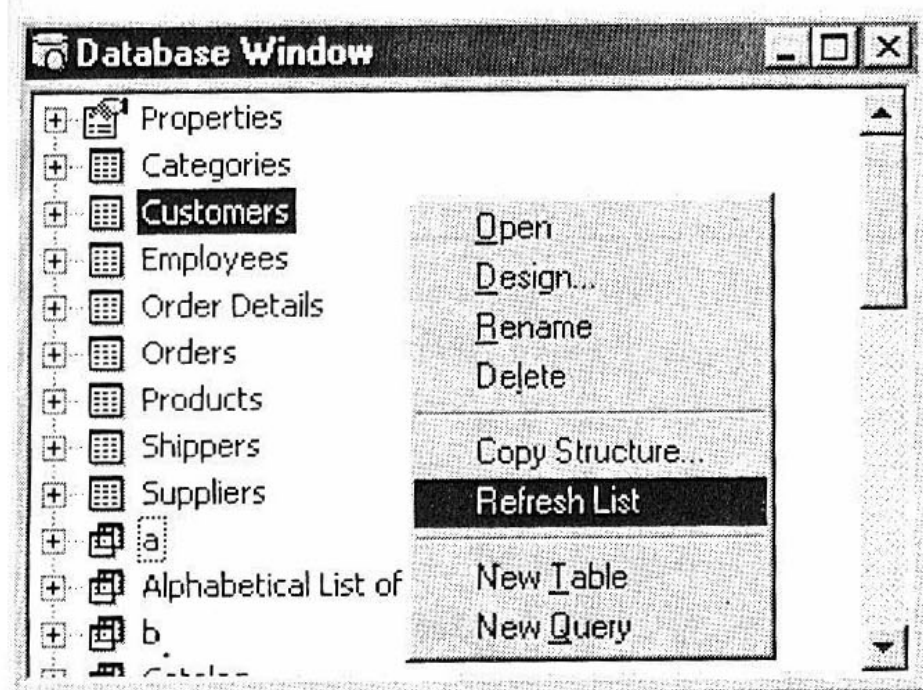 Database Window
Properties
Categories
Customers
Employees
Order Details
Orders
Products
Shippers
Suppliers
a
Alphabetical List of
b
Catalog
Open
Design...
Rename
Delete
Copy Structure...
Refresh List
New Table
New Query